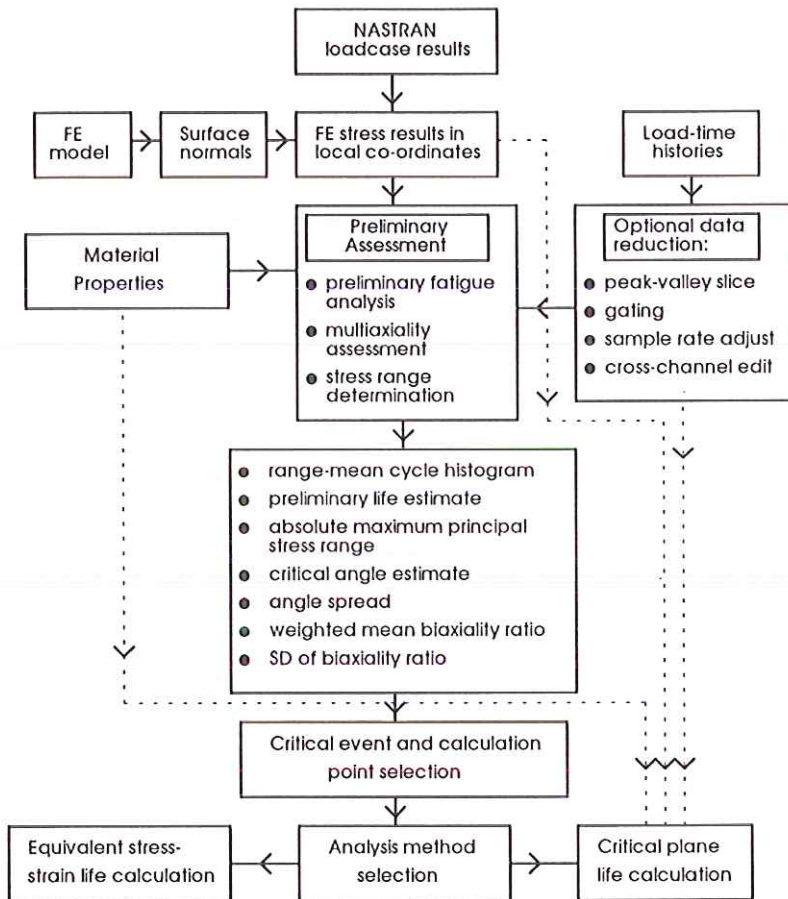 NASTRAN
loadcase results
FE
model
Surface
normals
FE stress results in
local co-ordinates
Load-time
histories
Material
Properties
Preliminary
Assessment
preliminary fatigue
analysis
multiaxiality
assessment
stress range
determination
Optional data
reduction:
peak-valley slice
gating
sample rate adjust
cross-channel edit
range-mean cycle histogram
preliminary life estimate
absolute maximum principal
stress range
critical angle estimate
angle spread
weighted mean biaxiality ratio
SD of biaxiality ratio
Critical event and calculation
point selection
Equivalent stress-
strain life calculation
Analysis method
selection
Critical plane
life calculation